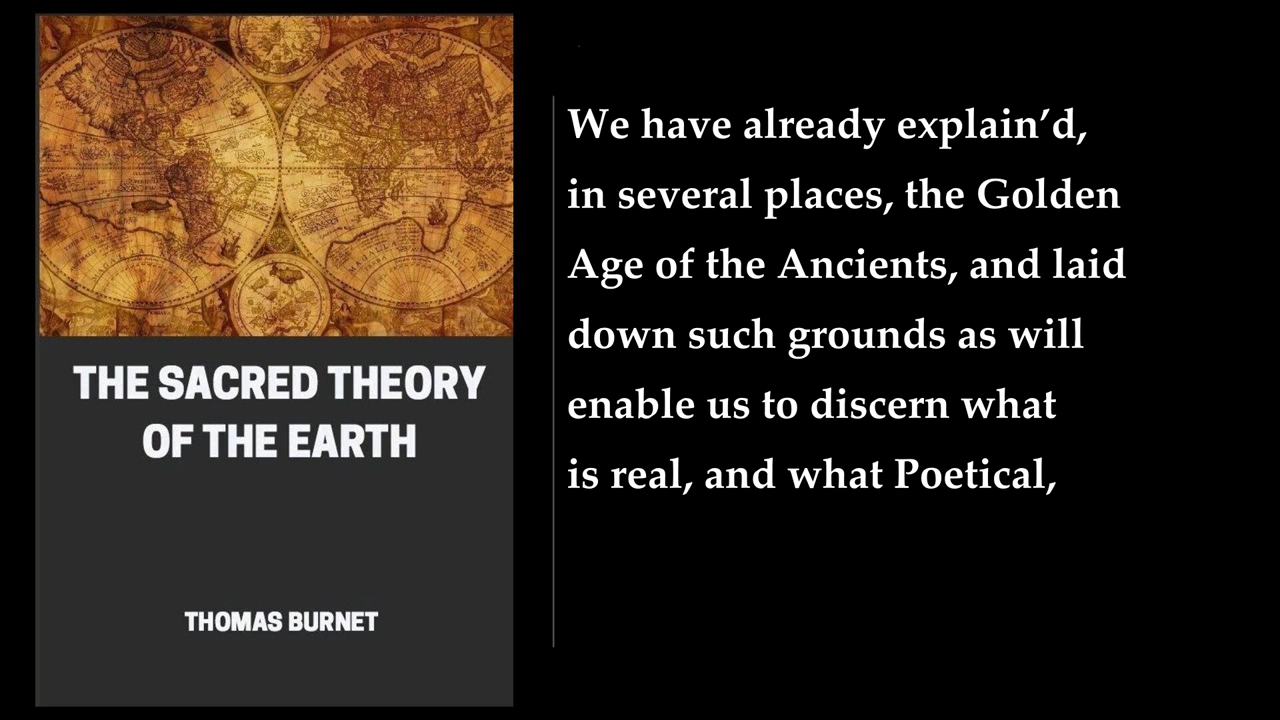 THE SACRED THEORY
OF THE EARTH
THOMAS BURNET
We have already explain’d,
in several places, the Golden
Age of the Ancients, and laid
down such grounds as will
enable us to discern what
is real, and what Poetical,